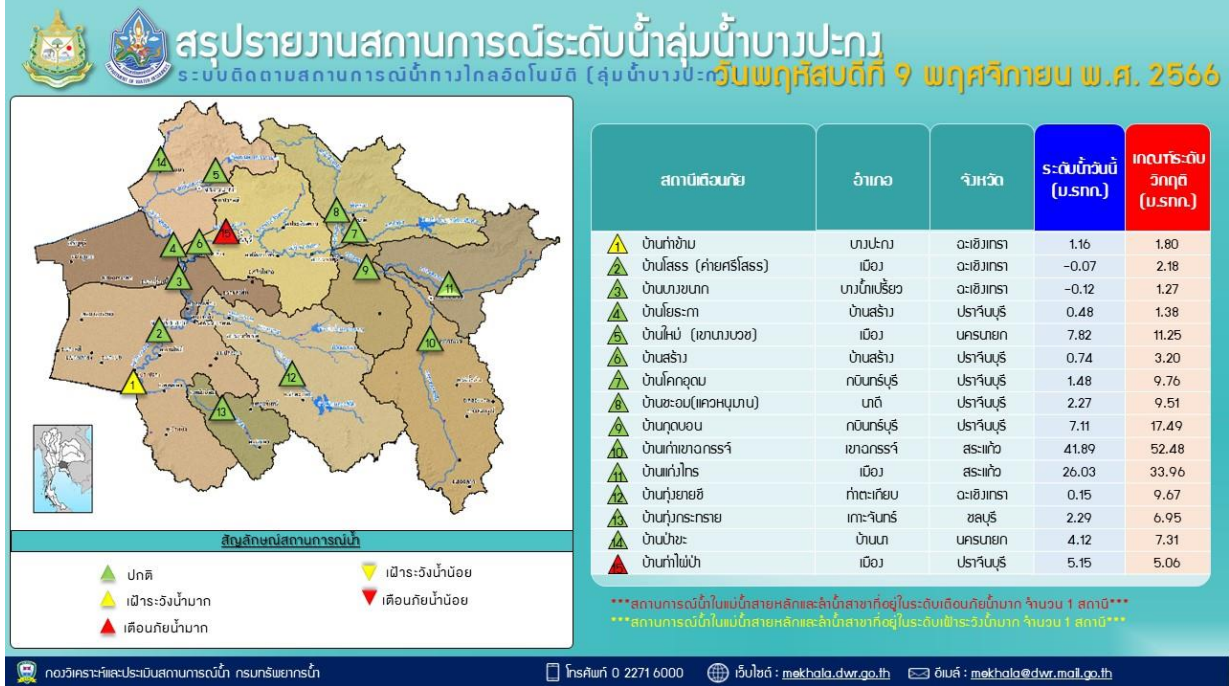 สรุปรายงานสถานการณ์ระดับน้ำลุ่มน้ำบางปะกง
ระบบติดตามสถานการณ์น้ำทางไกลอัตโนมัติ (ลุ่มน้ำบางปะก
วันพฤหัสบดีที่ 9 พฤศจิกายน พ.ศ. 2566
สถานีเตือนภัย อำเภอ จังหวัด ระดับน้ำวันนี้ (ม.รทก.) เกณฑ์ระดับวิกฤติ (ม.รทก.)
1 บ้านท่าข้าม บางปะกง ฉะเชิงเทรา 1.16 1.80
2 บ้านโสธร (ค่ายศรีโสธร) เมือง ฉะเชิงเทรา -0.07 2.18
3 บ้านบางขนาก บางน้ำเปรี้ยว ฉะเชิงเทรา -0.12 1.27
4 บ้านโยธะกา บ้านสร้าง ปราจีนบุรี 0.48 1.38
5 บ้านใหม่ (เขานางบวช) เมือง นครนายก 7.82 11.25
6 บ้านสร้าง บ้านสร้าง ปราจีนบุรี 0.74 3.20
7 บ้านโคกอุดม กบินทร์บุรี ปราจีนบุรี 1.48 9.76
8 บ้านซะอม(แควหนุมาน) นาดี ปราจีนบุรี 2.27 9.51
9 บ้านกุดบอน กบินทร์บุรี ปราจีนบุรี 7.11 17.49
10 บ้านเก่าเขาฉกรรจ์ เขาฉกรรจ์ สระแก้ว 41.89 52.48
11 บ้านแก่งไทร เมือง สระแก้ว 26.03 33.96
12 บ้านทุ่งยายชี ท่าตะเกียบ ฉะเชิงเทรา 0.15 9.67
13 บ้านทุ่งกระทราย เกาะจันทร์ ชลบุรี 2.29 6.95
14 บ้านป่าขะ บ้านนา นครนายก 4.12 7.31
15 บ้านท่าไผ่ป่า เมือง ปราจีนบุรี 5.15 5.06
***สถานการณ์น้ำในแม่น้ำสายหลักและลำน้ำสาขาที่อยู่ในระดับเตือนภัยน้ำมาก จำนวน 1 สถานี***
***สถานการณ์น้ำในแม่น้ำสายหลักและลำน้ำสาขาที่อยู่ในระดับเฝ้าระวังน้ำมาก จำนวน 1 สถานี***
สัญลักษณ์สถานการณ์น้ำ
ปกติ
เฝ้าระวังน้ำมาก
เตือนภัยน้ำมาก
เฝ้าระวังน้ำน้อย
เตือนภัยน้ำน้อย
กองวิเคราะห์และประเมินสถานการณ์น้ำ กรมทรัพยากรน้ำ โทรศัพท์ 0 2271 6000 เว็บไซต์ : mekhala.dwr.go.th อีเมล์ : mekhala@dwr.mail.go.th